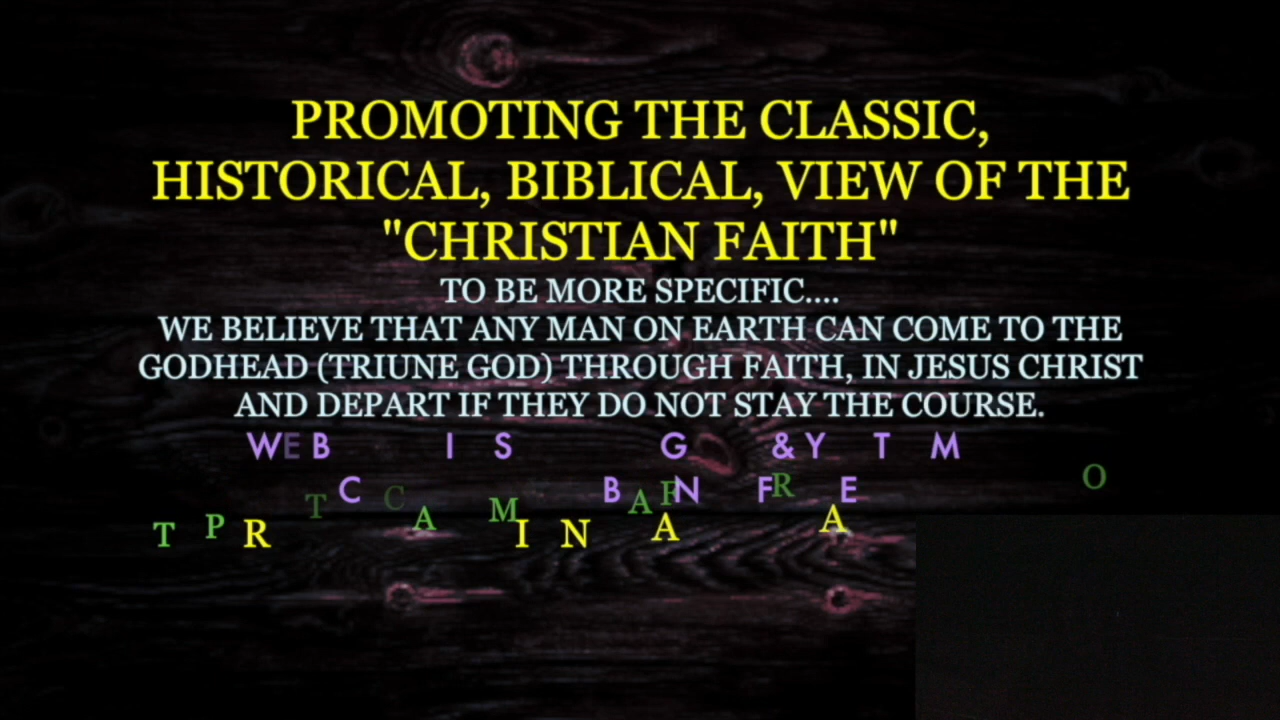 PROMOTING THE CLASSIC,
HISTORICAL, BIBLICAL, VIEW OF THE
"CHRISTIAN FAITH"
TO BE MORE SPECIFIC....
WE BELIEVE THAT ANY MAN ON EARTH CAN COME TO THE
GODHEAD (TRIUNE GOD) THROUGH FAITH, IN JESUS CHRIST
AND DEPART IF THEY DO NOT STAY THE COURSE.